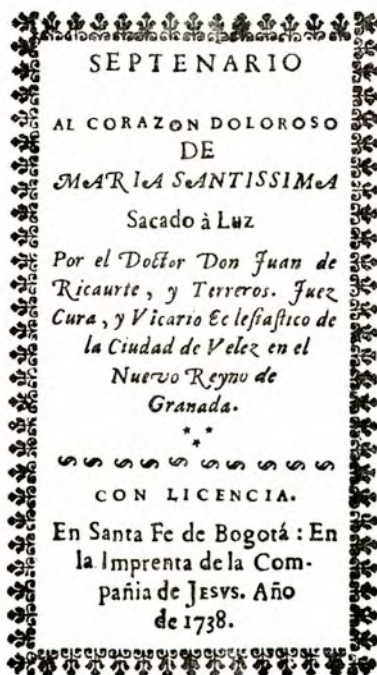 SEPTENARIO
AL CORAZON DOLOROSO
DE
MARIA SANTISSIMA
Sacado à Luz
Por el Doctor Don Juan de
Ricaurte, y Terreros. Juez
Cura, y Vicario Ecleſiaſtico de
la Ciudad de Velez en el
Nuevo Reyno de
Granada.
CON LICENCIA.
En Santa Fe de Bogotá : En
la Imprenta de la Com-
pañia de JESVS. Año
de 1738.